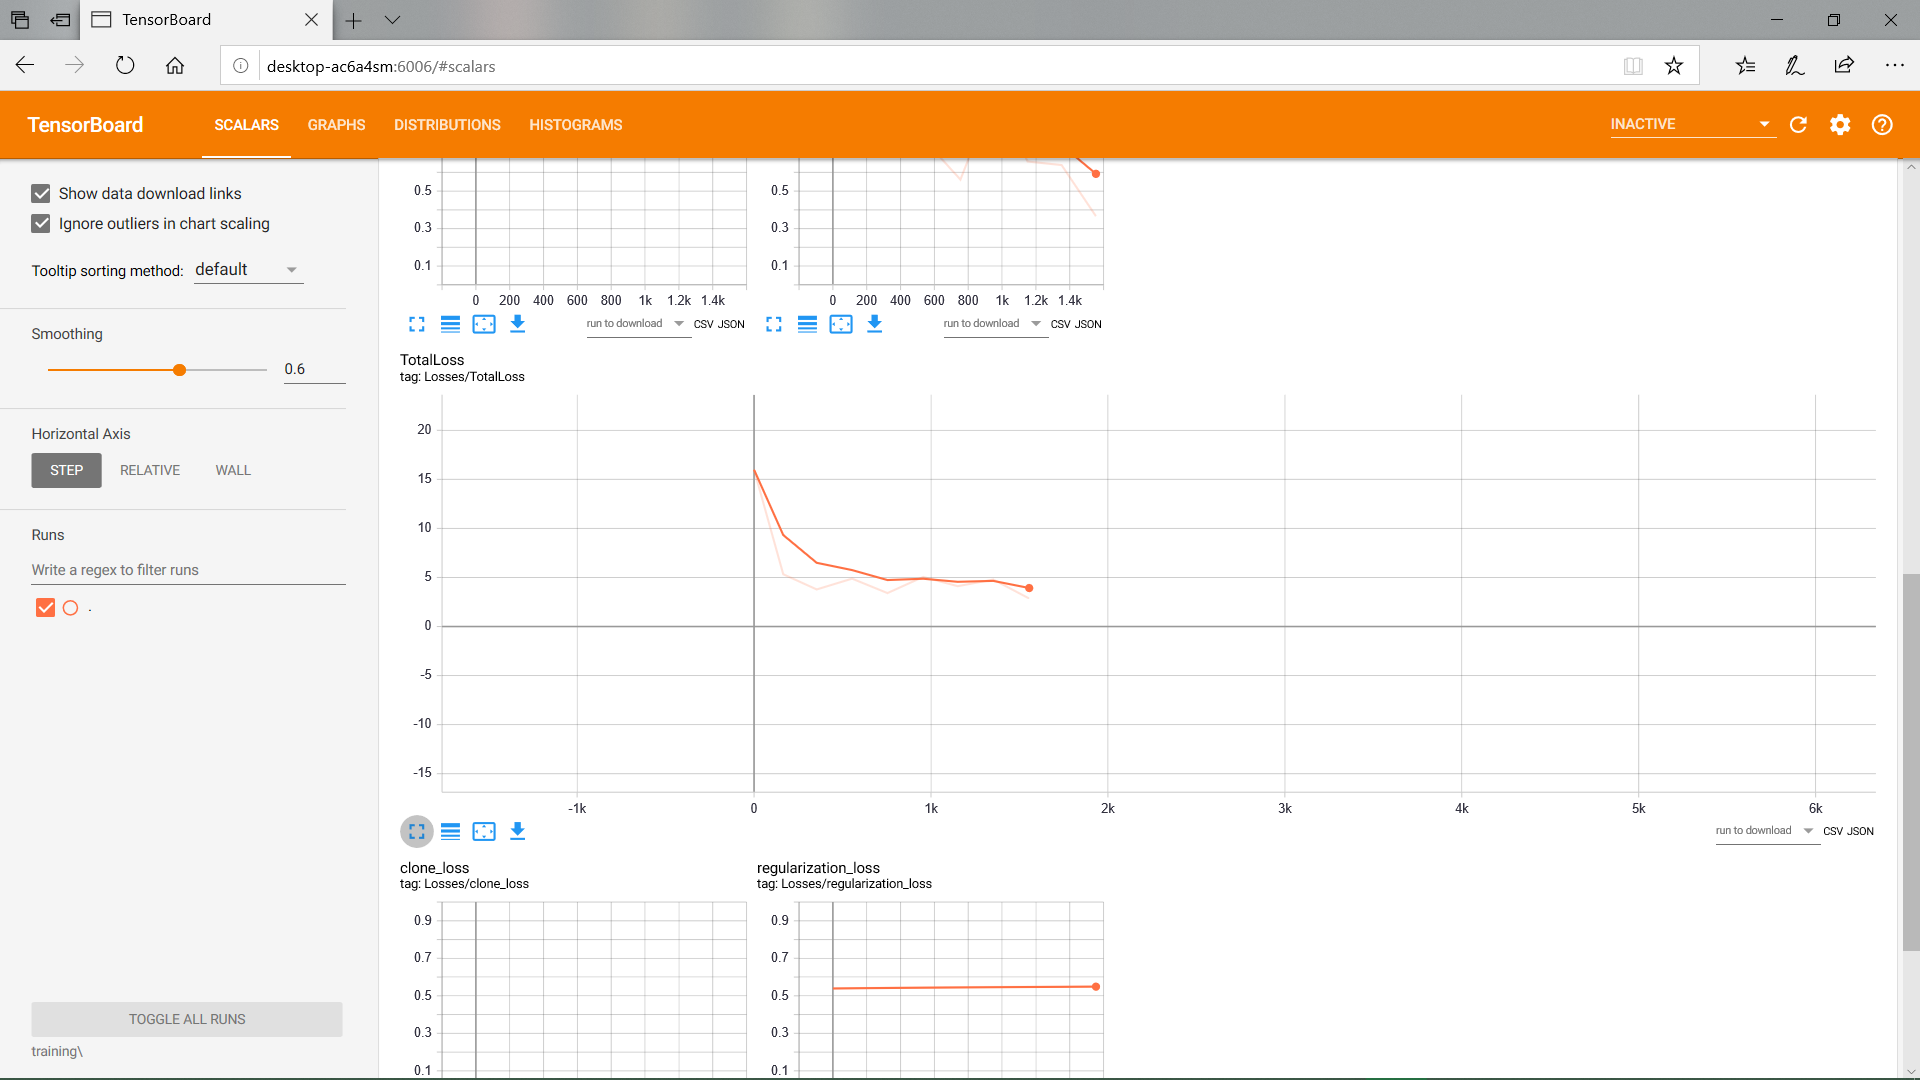 TensorBoard
desktop-ac6a4sm:6006/#scalars
TensorBoard SCALARS GRAPHS DISTRIBUTIONS HISTOGRAMS INACTIVE
Show data download links
Ignore outliers in chart scaling
Tooltip sorting method: default
Smoothing
0.6
Horizontal Axis
STEP RELATIVE WALL
Runs
Write a regex to filter runs
.
TOGGLE ALL RUNS
training\
0.5
0.3
0.1
0 200 400 600 800 1k 1.2k 1.4k
run to download CSV JSON
0.5
0.3
0.1
0 200 400 600 800 1k 1.2k 1.4k
run to download CSV JSON
TotalLoss
tag: Losses/TotalLoss
20
15
10
5
0
-5
-10
-15
-1k 0 1k 2k 3k 4k 5k 6k
run to download CSV JSON
clone_loss
tag: Losses/clone_loss
0.9
0.7
0.5
0.3
0.1
regularization_loss
tag: Losses/regularization_loss
0.9
0.7
0.5
0.3
0.1